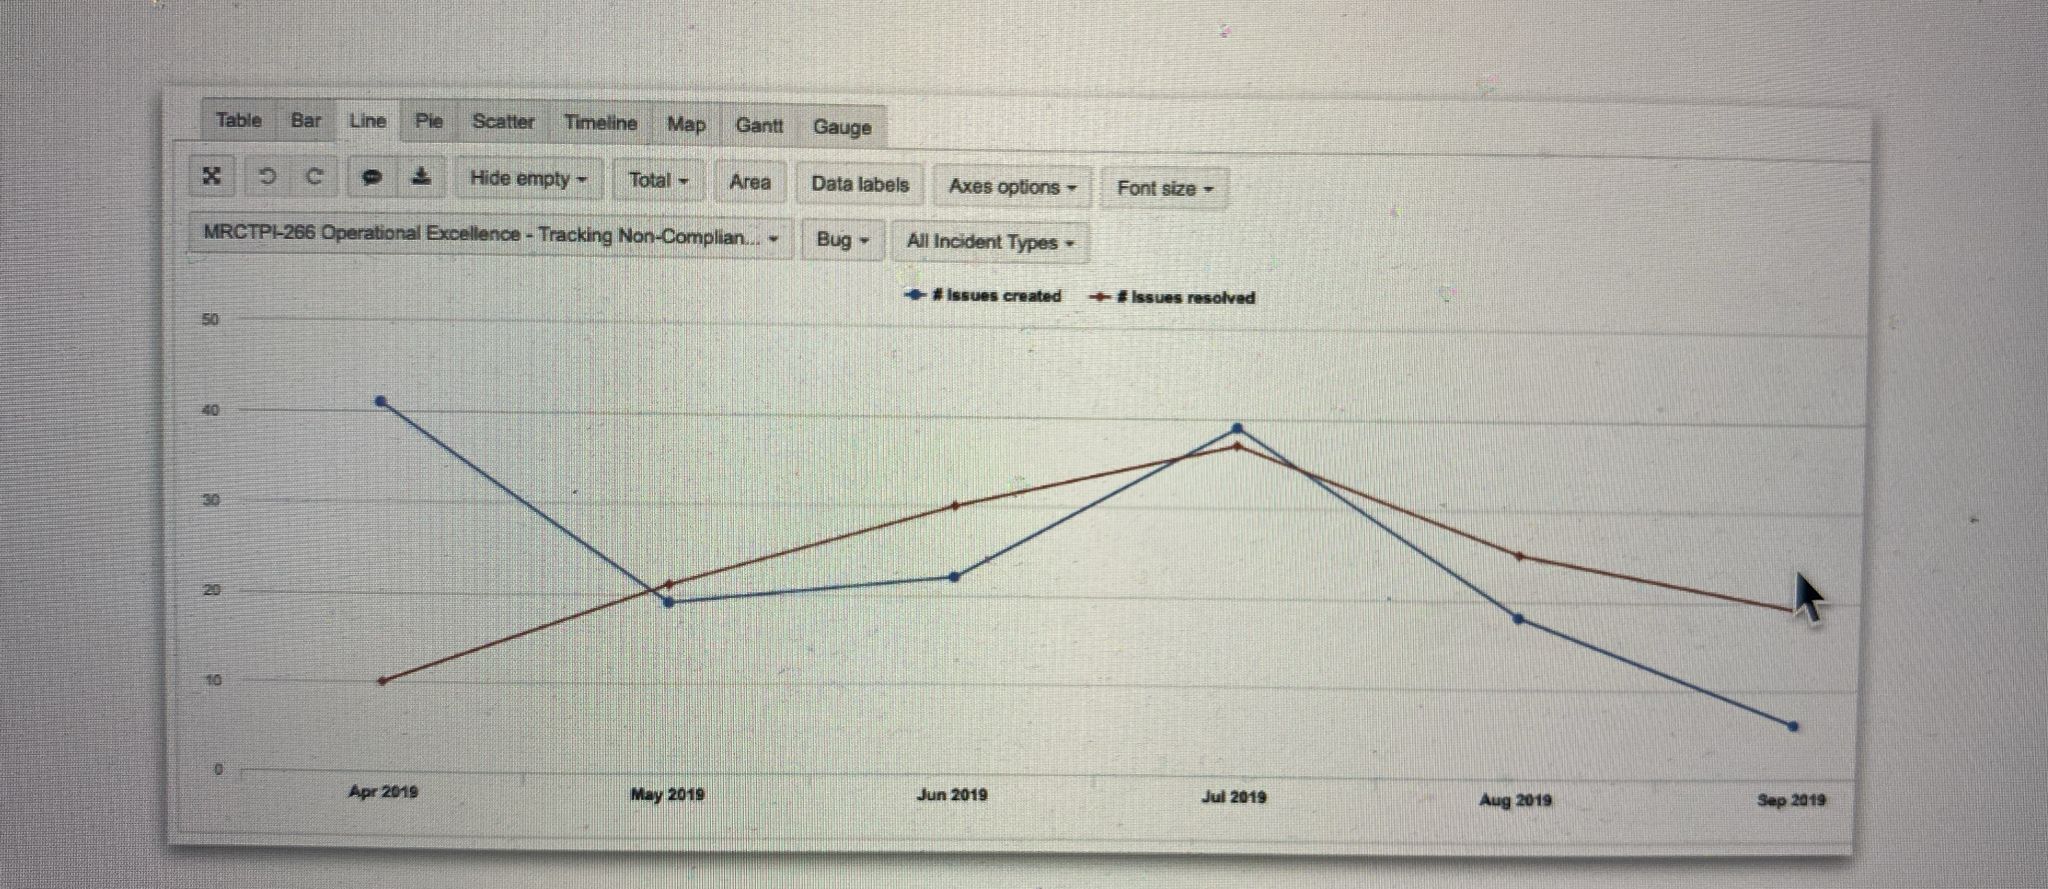 Table Bar Line Pie Scatter Timeline Map Gantt Gauge
Hide empty Total Area Data labels Axes options Font size
MRCTPI-266 Operational Excellence - Tracking Non-Complian... Bug All Incident Types
# Issues created # Issues resolved
50
40
30
20
10
0
Apr 2019 May 2019 Jun 2019 Jul 2019 Aug 2019 Sep 2019